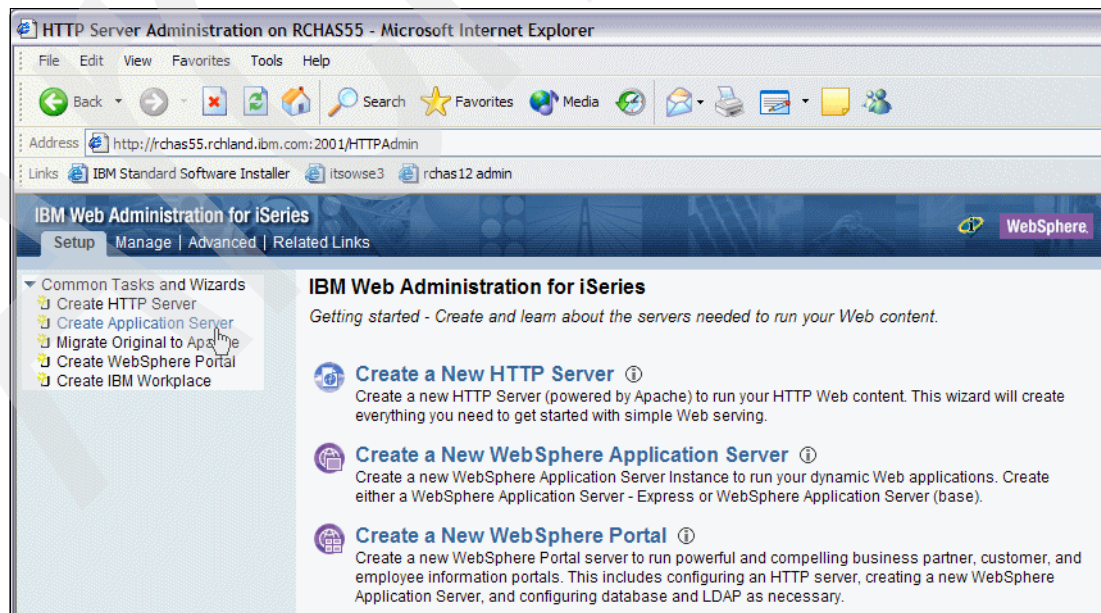 HTTP Server Administration on RCHAS55 - Microsoft Internet Explorer
File Edit View Favorites Tools Help
Back Search Favorites Media
Address http://rchas55.rchland.ibm.com:2001/HTTPAdmin
Links IBM Standard Software Installer itsowse3 rchas12 admin
IBM Web Administration for iSeries
WebSphere.
Setup Manage | Advanced | Related Links
Common Tasks and Wizards
Create HTTP Server
Create Application Server
Migrate Original to Apache
Create WebSphere Portal
Create IBM Workplace
IBM Web Administration for iSeries
Getting started - Create and learn about the servers needed to run your Web content.
Create a New HTTP Server
Create a new HTTP Server (powered by Apache) to run your HTTP Web content. This wizard will create
everything you need to get started with simple Web serving.
Create a New WebSphere Application Server
Create a new WebSphere Application Server Instance to run your dynamic Web applications. Create
either a WebSphere Application Server - Express or WebSphere Application Server (base).
Create a New WebSphere Portal
Create a new WebSphere Portal server to run powerful and compelling business partner, customer, and
employee information portals. This includes configuring an HTTP server, creating a new WebSphere
Application Server, and configuring database and LDAP as necessary.